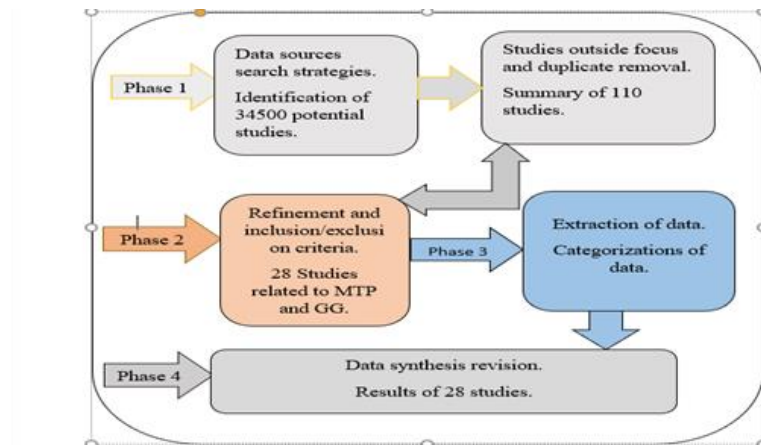 Phase 1
Data sources
search strategies.
Identification of
34500 potential
studies.
Studies outside focus
and duplicate removal.
Summary of 110
studies.
Phase 2
Refinement and
inclusion/exclusi
on criteria.
28 Studies
related to MTP
and GG.
Phase 3
Extraction of data.
Categorizations of
data.
Phase 4
Data synthesis revision.
Results of 28 studies.